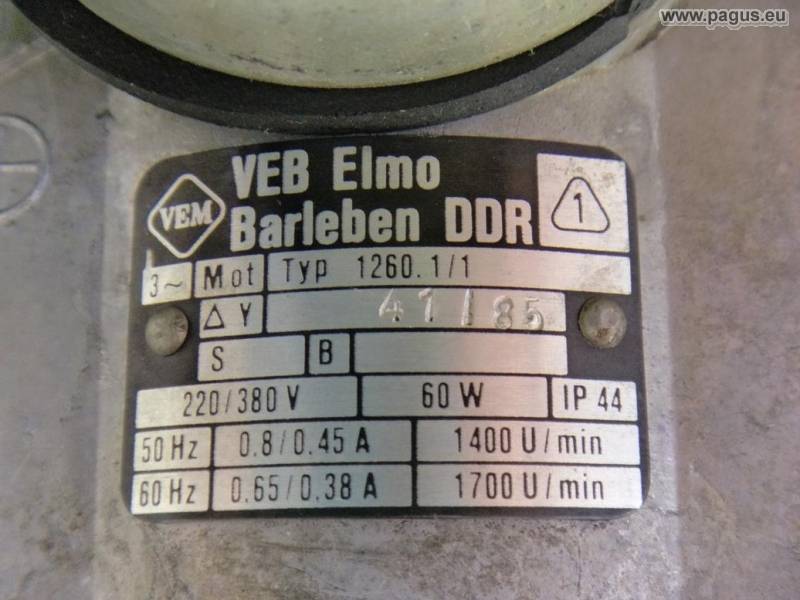 www.pagus.eu
VEM
VEB Elmo
Barleben DDR
1
3~ Mot Typ 1260.1/1
Δ Y 41/85
S B
220/380 V 60 W IP 44
50 Hz 0.8/0.45 A 1400 U/min
60 Hz 0.65/0.38 A 1700 U/min